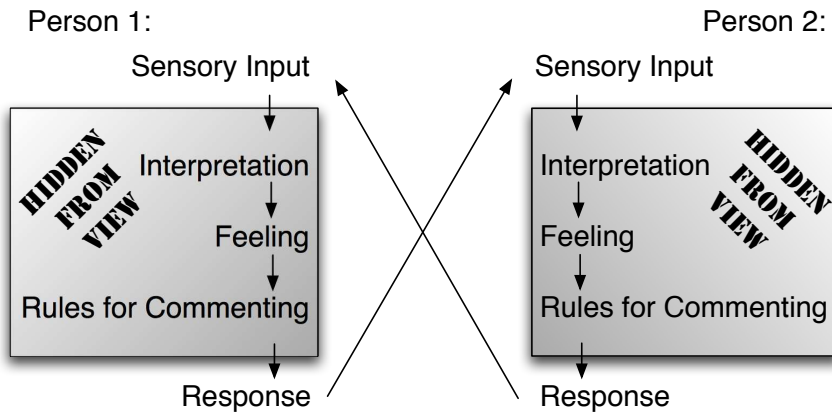 Person 1:
Sensory Input
HIDDEN
FROM
VIEW
Interpretation
Feeling
Rules for Commenting
Response
Person 2:
Sensory Input
Interpretation
Feeling
Rules for Commenting
HIDDEN
FROM
VIEW
Response